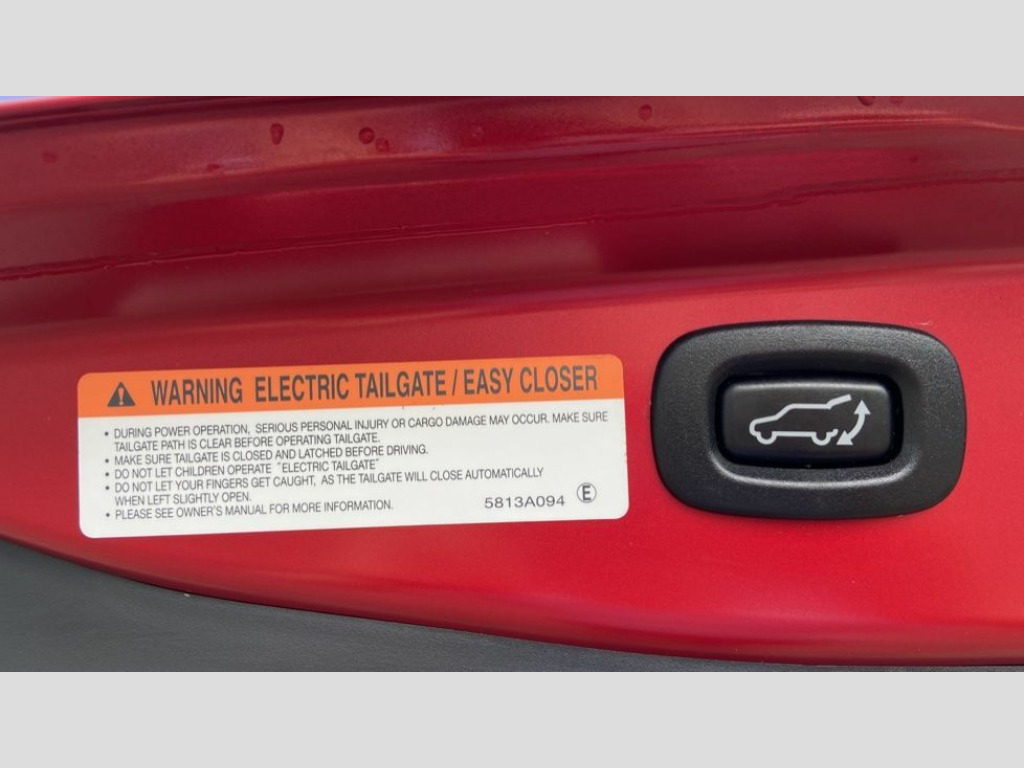 WARNING ELECTRIC TAILGATE / EASY CLOSER
• DURING POWER OPERATION, SERIOUS PERSONAL INJURY OR CARGO DAMAGE MAY OCCUR. MAKE SURE
TAILGATE PATH IS CLEAR BEFORE OPERATING TAILGATE.
• MAKE SURE TAILGATE IS CLOSED AND LATCHED BEFORE DRIVING.
• DO NOT LET CHILDREN OPERATE "ELECTRIC TAILGATE"
• DO NOT LET YOUR FINGERS GET CAUGHT, AS THE TAILGATE WILL CLOSE AUTOMATICALLY
WHEN LEFT SLIGHTLY OPEN.
• PLEASE SEE OWNER'S MANUAL FOR MORE INFORMATION.
5813A094 Ⓔ